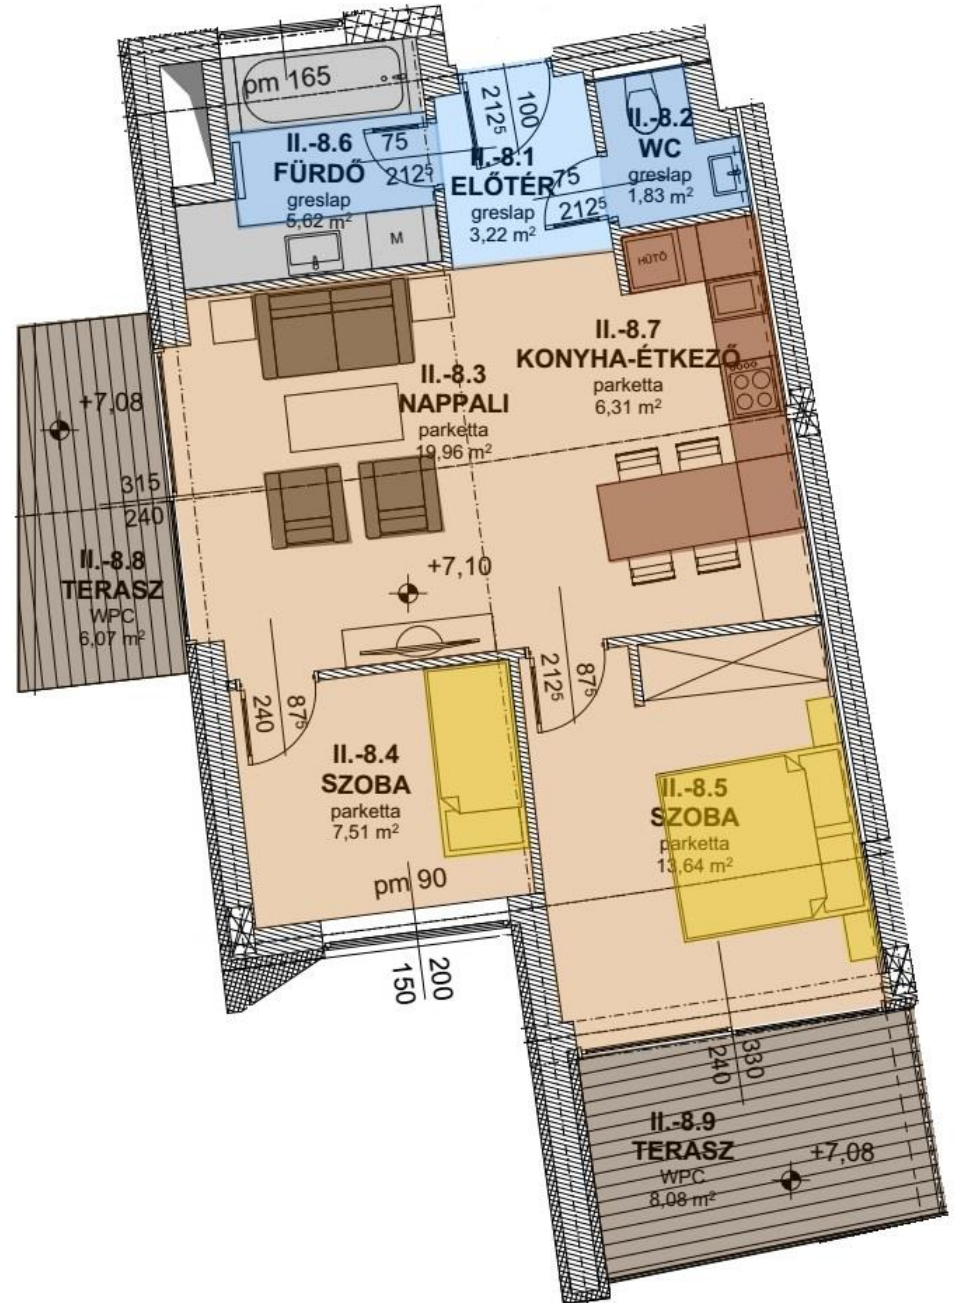 pm 165
II.-8.6
FÜRDŐ
greslap
5,62 m²
75
212⁵
M
100
212⁵
II.-8.1
ELŐTÉR
greslap
3,22 m²
75
212⁵
II.-8.2
WC
greslap
1,83 m²
HŰTŐ
II.-8.7
KONYHA-ÉTKEZŐ
parketta
6,31 m²
II.-8.3
NAPPALI
parketta
19,96 m²
+7,08
315
240
II.-8.8
TERASZ
WPC
6,07 m²
+7,10
87⁵
240
87⁵
212⁵
II.-8.4
SZOBA
parketta
7,51 m²
pm 90
200
150
II.-8.5
SZOBA
parketta
13,64 m²
330
240
II.-8.9
TERASZ
WPC
8,08 m²
+7,08